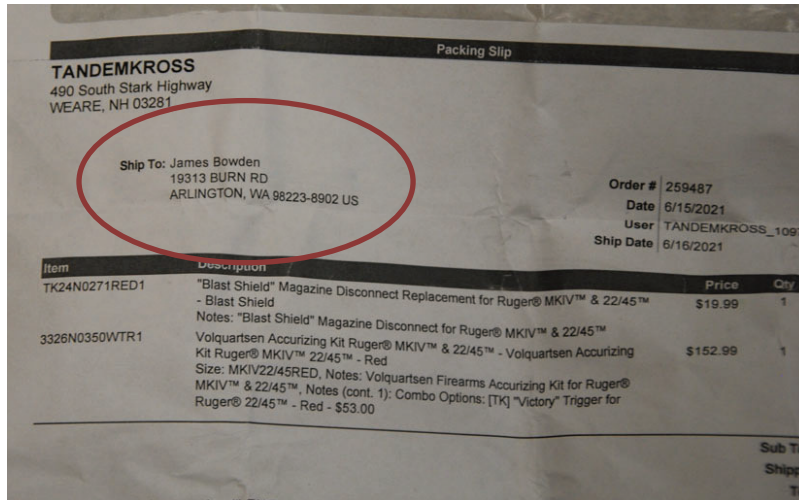 Packing Slip
TANDEMKROSS
490 South Stark Highway
WEARE, NH 03281
Ship To: James Bowden
19313 BURN RD
ARLINGTON, WA 98223-8902 US
Order # 259487
Date 6/15/2021
User TANDEMKROSS_109
Ship Date 6/16/2021
Item Description Price Qty
TK24N0271RED1 "Blast Shield" Magazine Disconnect Replacement for Ruger® MKIV™ & 22/45™ $19.99 1
- Blast Shield
Notes: "Blast Shield" Magazine Disconnect for Ruger® MKIV™ & 22/45™
3326N0350WTR1 Volquartsen Accurizing Kit Ruger® MKIV™ & 22/45™ - Volquartsen Accurizing $152.99 1
Kit Ruger® MKIV™ 22/45™ - Red
Size: MKIV22/45RED, Notes: Volquartsen Firearms Accurizing Kit for Ruger®
MKIV™ & 22/45™, Notes (cont. 1): Combo Options: [TK] "Victory" Trigger for
Ruger® 22/45™ - Red - $53.00
Sub T
Shipp